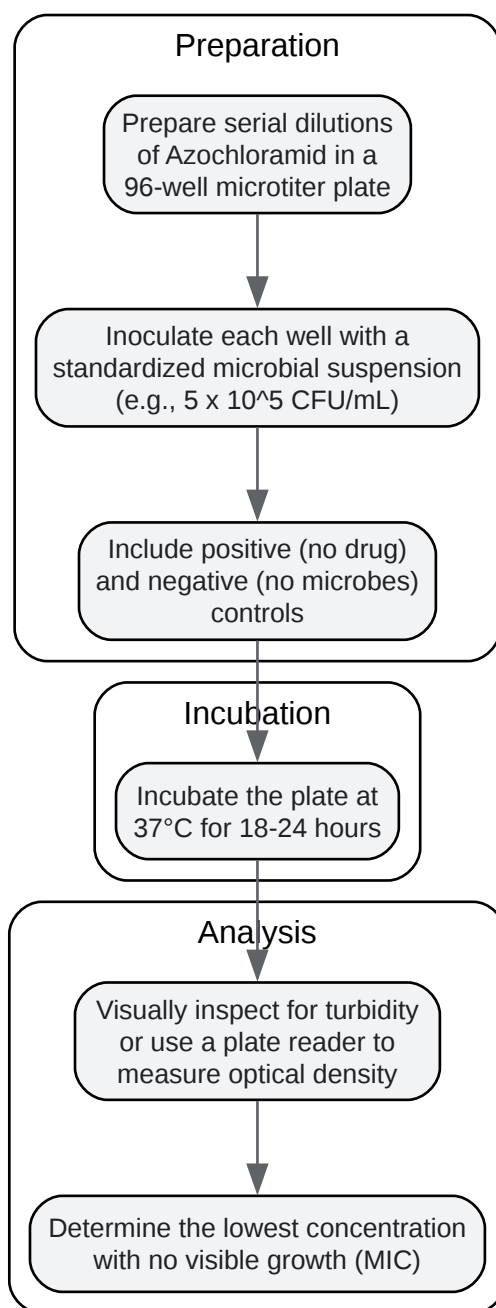 Preparation
Prepare serial dilutions
of Azochloramid in a
96-well microtiter plate
Inoculate each well with a
standardized microbial suspension
(e.g., 5 x 10^5 CFU/mL)
Include positive (no drug)
and negative (no microbes)
controls
Incubation
Incubate the plate at
37°C for 18-24 hours
Analysis
Visually inspect for turbidity
or use a plate reader to
measure optical density
Determine the lowest concentration
with no visible growth (MIC)